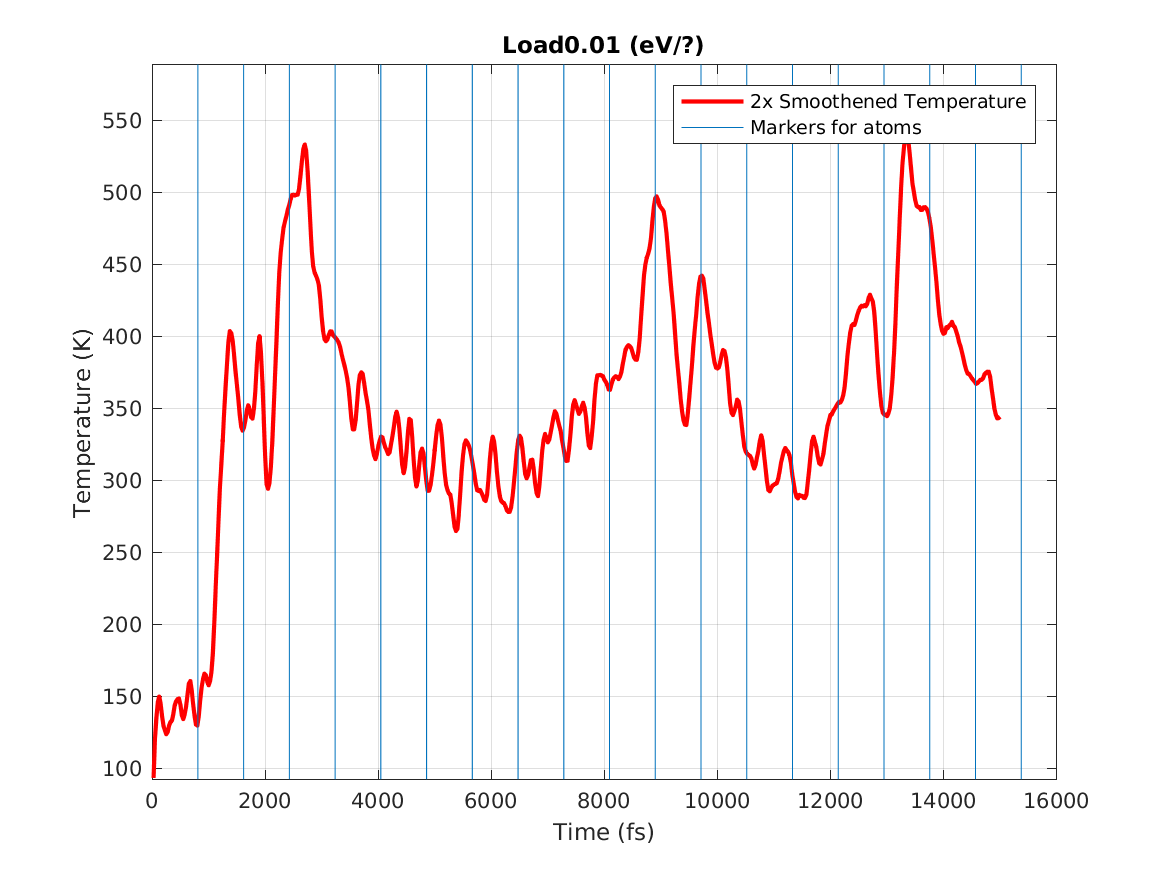 Load0.01 (eV/?)
2x Smoothened Temperature
Markers for atoms
Temperature (K)
550
500
450
400
350
300
250
200
150
100
0 2000 4000 6000 8000 10000 12000 14000 16000
Time (fs)